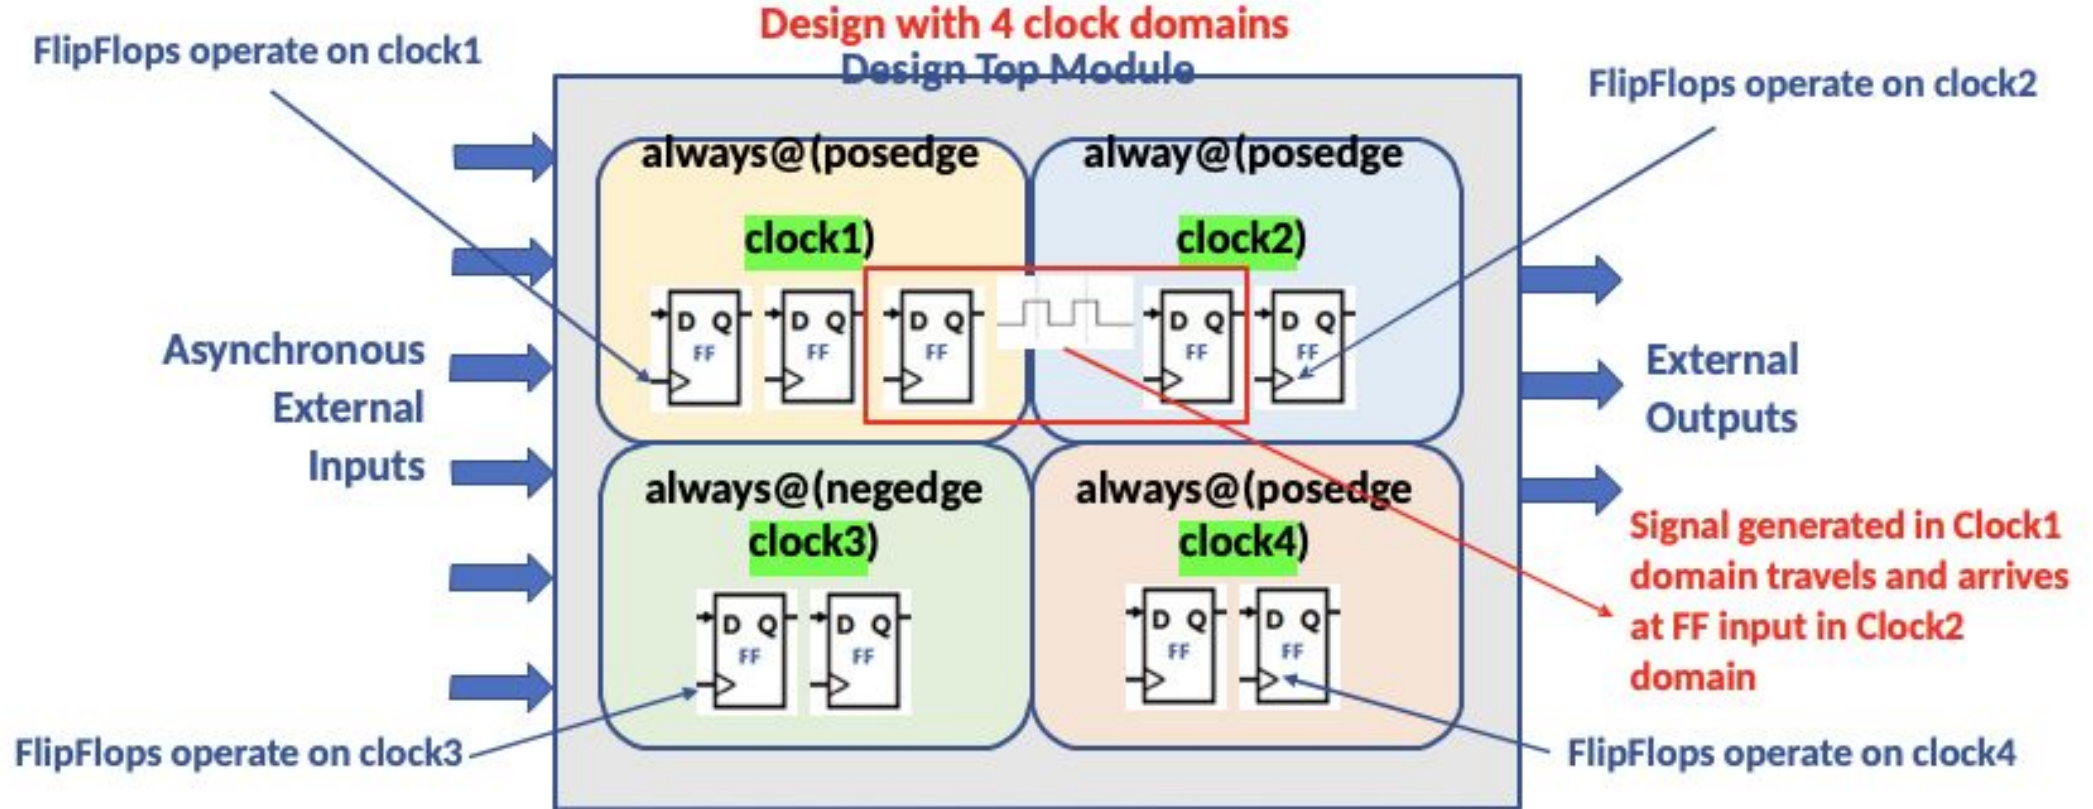 Design with 4 clock domains
FlipFlops operate on clock1
Design Top Module
FlipFlops operate on clock2
always@(posedge
clock1)
alway@(posedge
clock2)
D Q
FF
D Q
FF
D Q
FF
D Q
FF
D Q
FF
Asynchronous
External
Inputs
External
Outputs
always@(negedge
clock3)
always@(posedge
clock4)
D Q
FF
D Q
FF
D Q
FF
D Q
FF
Signal generated in Clock1
domain travels and arrives
at FF input in Clock2
domain
FlipFlops operate on clock3
FlipFlops operate on clock4